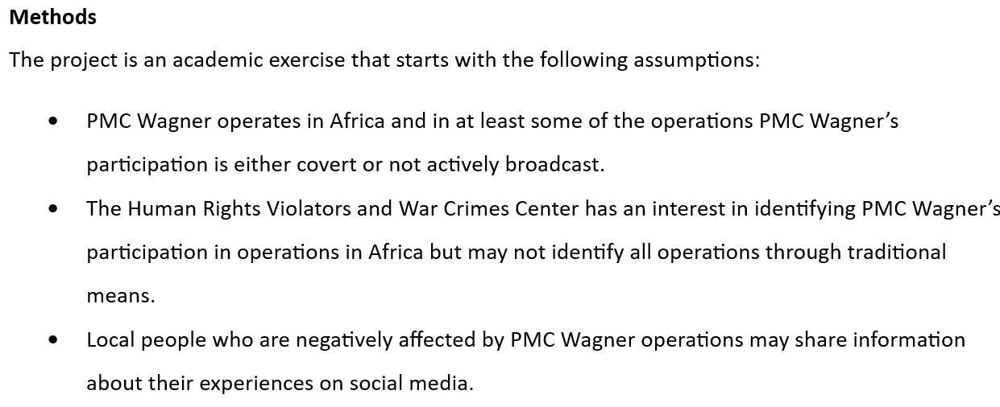 Methods
The project is an academic exercise that starts with the following assumptions:
• PMC Wagner operates in Africa and in at least some of the operations PMC Wagner’s
participation is either covert or not actively broadcast.
• The Human Rights Violators and War Crimes Center has an interest in identifying PMC Wagner’s
participation in operations in Africa but may not identify all operations through traditional
means.
• Local people who are negatively affected by PMC Wagner operations may share information
about their experiences on social media.